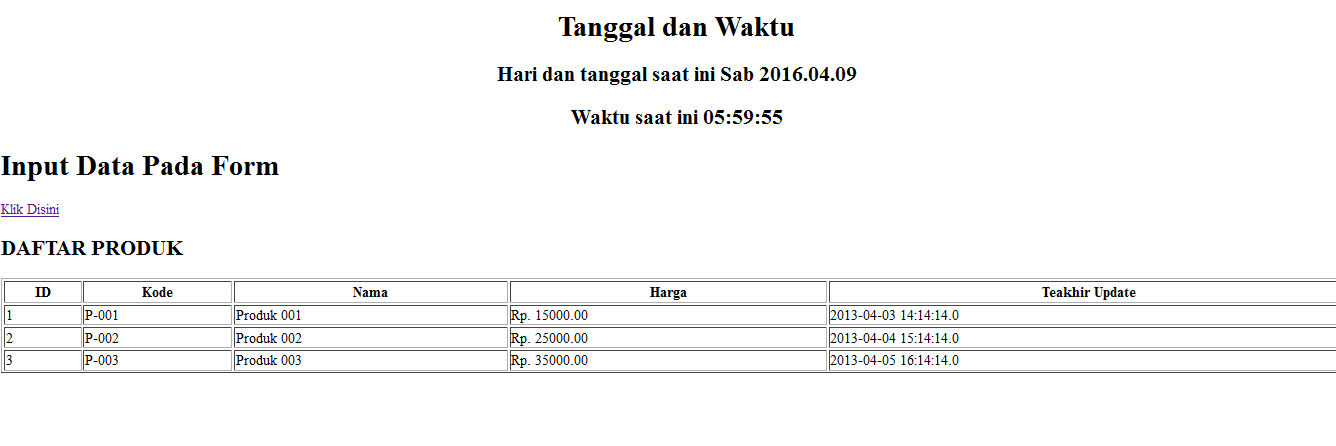 Tanggal dan Waktu
Hari dan tanggal saat ini Sab 2016.04.09
Waktu saat ini 05:59:55
Input Data Pada Form
Klik Disini
DAFTAR PRODUK
ID Kode Nama Harga Teakhir Update
1 P-001 Produk 001 Rp. 15000.00 2013-04-03 14:14:14.0
2 P-002 Produk 002 Rp. 25000.00 2013-04-04 15:14:14.0
3 P-003 Produk 003 Rp. 35000.00 2013-04-05 16:14:14.0